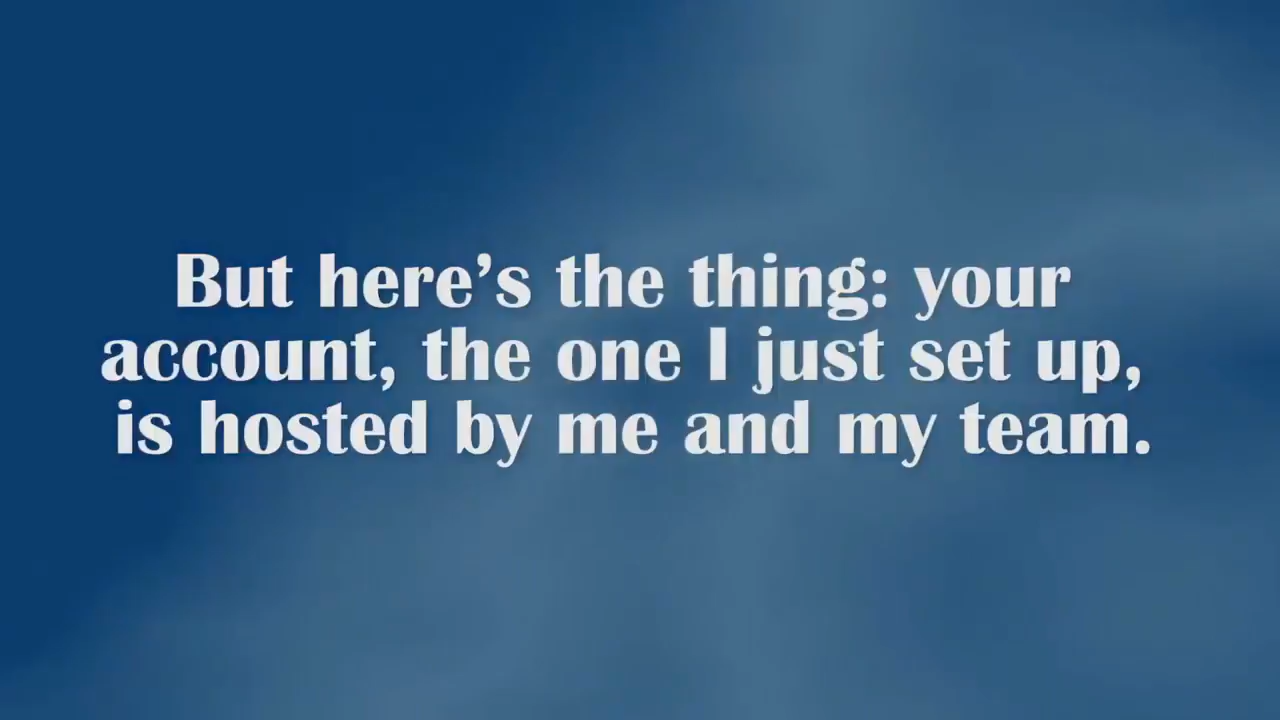 But here’s the thing: your
account, the one I just set up,
is hosted by me and my team.